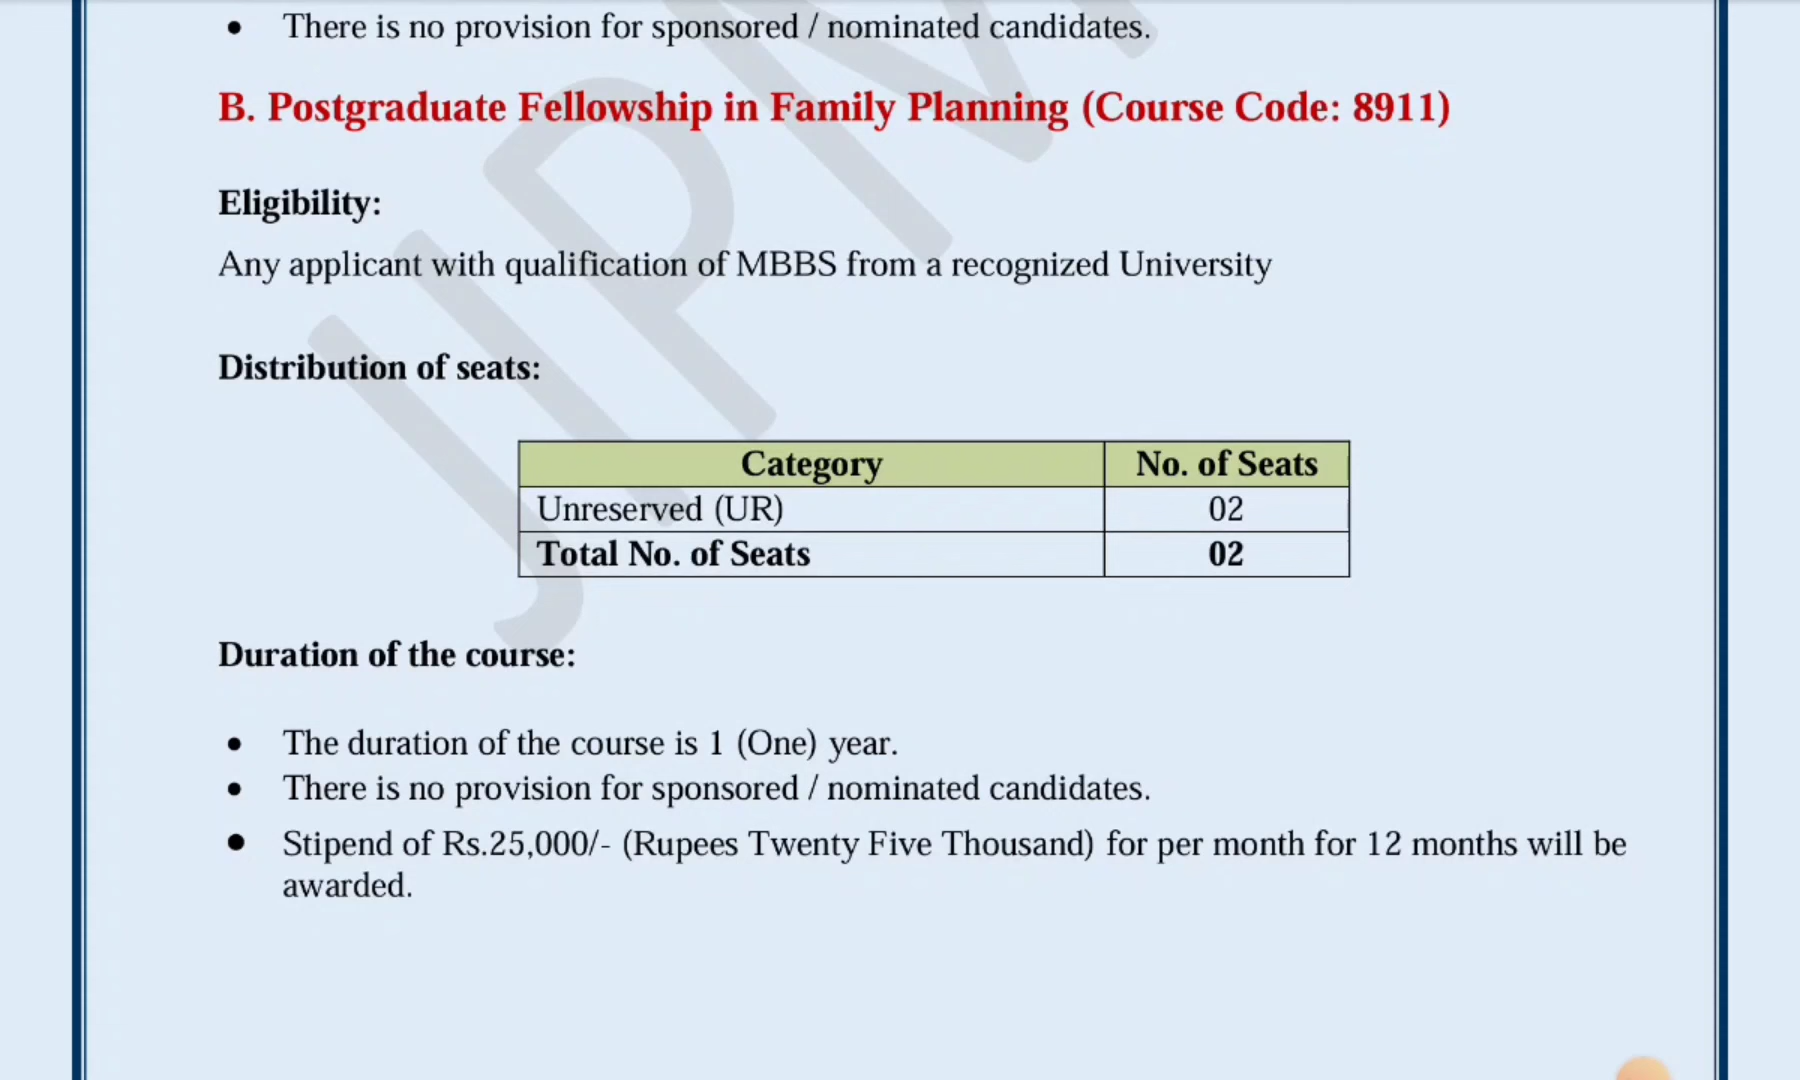 • There is no provision for sponsored / nominated candidates.
B. Postgraduate Fellowship in Family Planning (Course Code: 8911)
Eligibility:
Any applicant with qualification of MBBS from a recognized University
Distribution of seats:
Category No. of Seats
Unreserved (UR) 02
Total No. of Seats 02
Duration of the course:
• The duration of the course is 1 (One) year.
• There is no provision for sponsored / nominated candidates.
• Stipend of Rs.25,000/- (Rupees Twenty Five Thousand) for per month for 12 months will be
awarded.